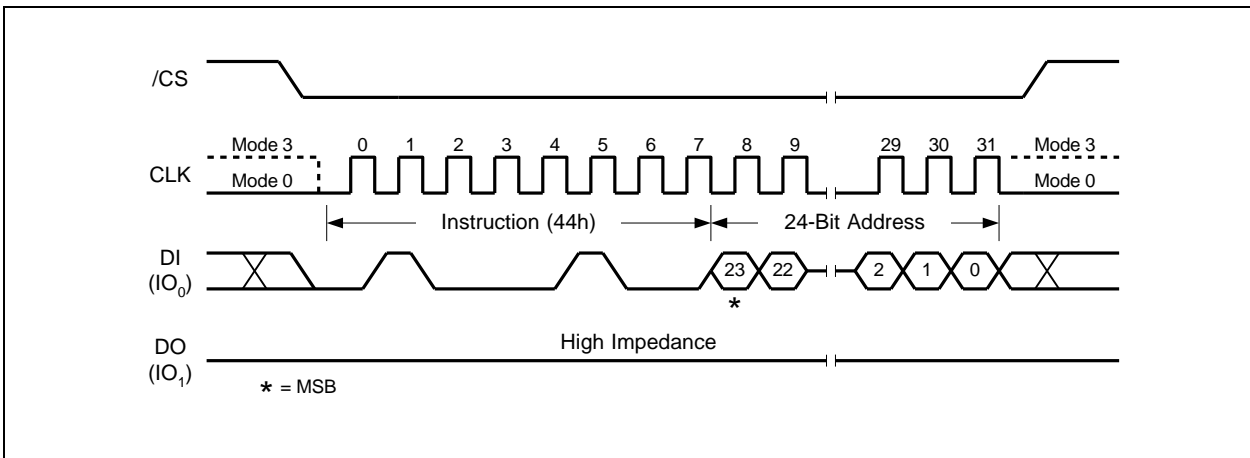 /CS
Mode 3 0 1 2 3 4 5 6 7 8 9 29 30 31 Mode 3
CLK
Mode 0 Mode 0
Instruction (44h) 24-Bit Address
DI
(IO0)
23 22 2 1 0
*
High Impedance
DO
(IO1)
* = MSB